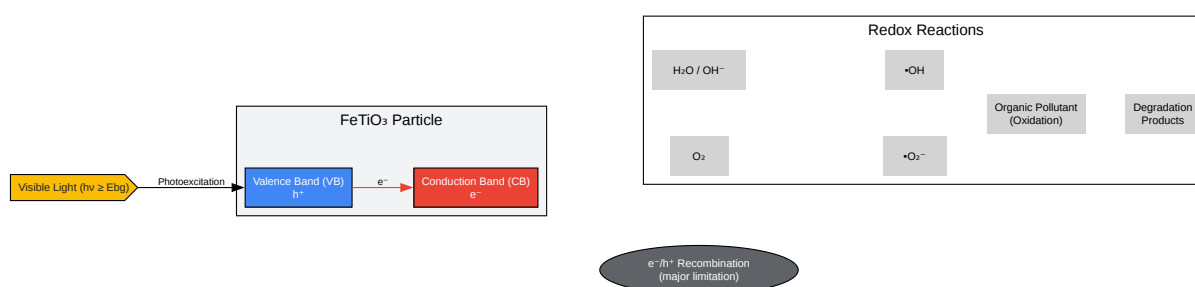 Redox Reactions
H₂O / OH⁻
•OH
Organic Pollutant
(Oxidation)
Degradation
Products
O₂
•O₂⁻
FeTiO₃ Particle
Visible Light (hν ≥ Ebg)
Photoexcitation
Valence Band (VB)
h⁺
e⁻
Conduction Band (CB)
e⁻
e⁻/h⁺ Recombination
(major limitation)